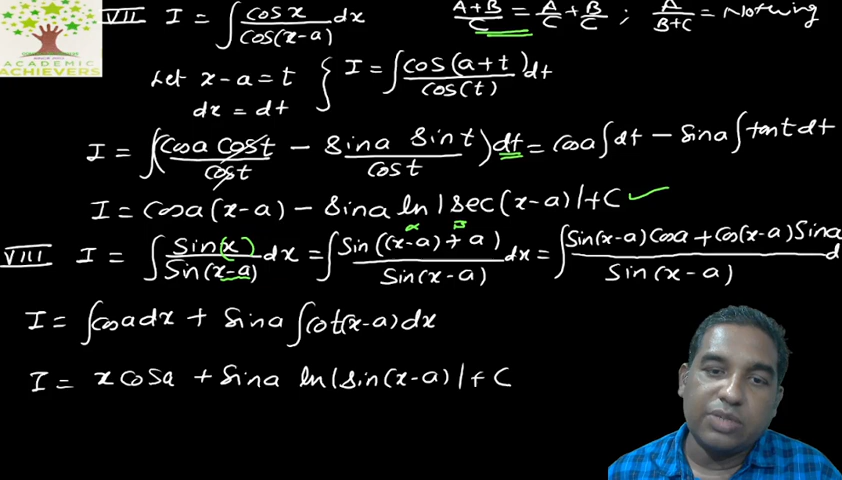 VII I = ∫ cosx / cos(x-a) dx
A+B / C = A/C + B/C ; A / B+C = Nothing
ACADEMIC ACHIEVERS
Let x-a = t { I = ∫ cos(a+t) / cos(t) dt
dx = dt
I = ∫( cosa cost / cost - sina sint / cost ) dt = cosa ∫dt - sina ∫tant dt
I = cosa(x-a) - sina ln|sec(x-a)|+C ✓
α β
VIII I = ∫ sin(x) / sin(x-a) dx = ∫ sin((x-a)+a) / sin(x-a) dx = ∫ sin(x-a) cosa + cos(x-a) sina / sin(x-a) d
I = ∫cosa dx + sina ∫cot(x-a) dx
I = x cosa + sina ln|sin(x-a)|+C